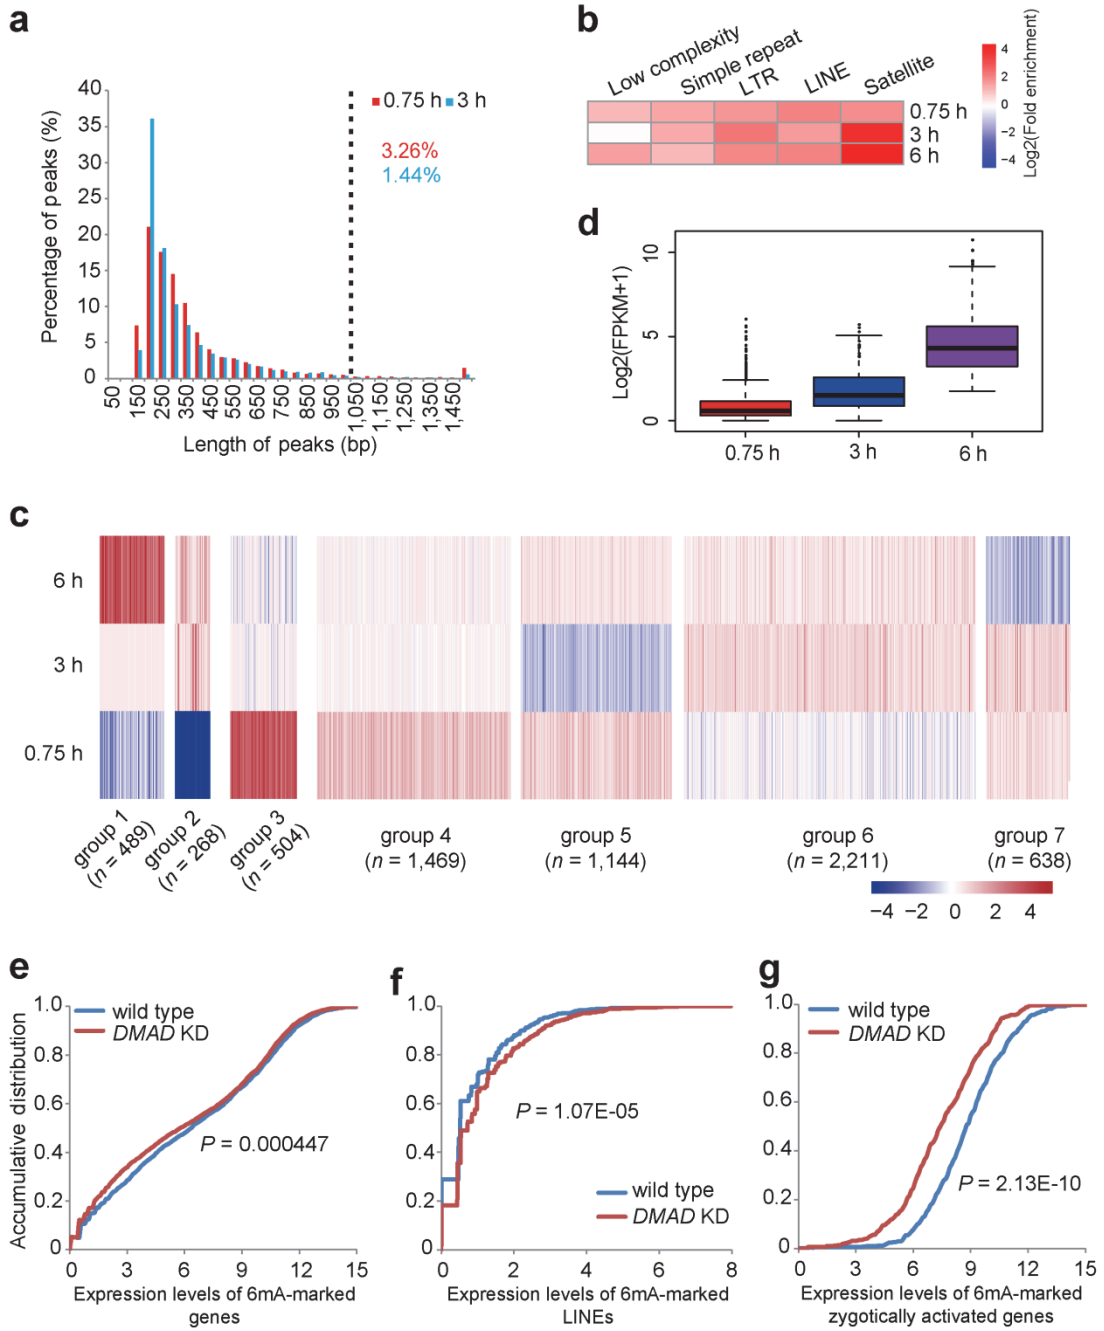 a
40
35
30
25
20
15
10
5
0
Percentage of peaks (%)
0.75 h 3 h
3.26%
1.44%
50
150
250
350
450
550
650
750
850
950
1,050
1,150
1,250
1,350
1,450
Length of peaks (bp)
b
Low complexity
Simple repeat
LTR
LINE
Satellite
0.75 h
3 h
6 h
4
2
0
−2
−4
Log2(Fold enrichment)
d
10
5
0
Log2(FPKM+1)
0.75 h 3 h 6 h
c
6 h
3 h
0.75 h
group 1
(n = 489)
group 2
(n = 268)
group 3
(n = 504)
group 4
(n = 1,469)
group 5
(n = 1,144)
group 6
(n = 2,211)
group 7
(n = 638)
−4 −2 0 2 4
e
1.0
0.8
0.6
0.4
0.2
0
Accumulative distribution
wild type
DMAD KD
P = 0.000447
0 3 6 9 12 15
Expression levels of 6mA-marked
genes
f
1.0
0.8
0.6
0.4
0.2
0
P = 1.07E-05
wild type
DMAD KD
0 2 4 6 8
Expression levels of 6mA-marked
LINEs
g
1.0
0.8
0.6
0.4
0.2
0
wild type
DMAD KD
P = 2.13E-10
0 3 6 9 12 15
Expression levels of 6mA-marked
zygotically activated genes